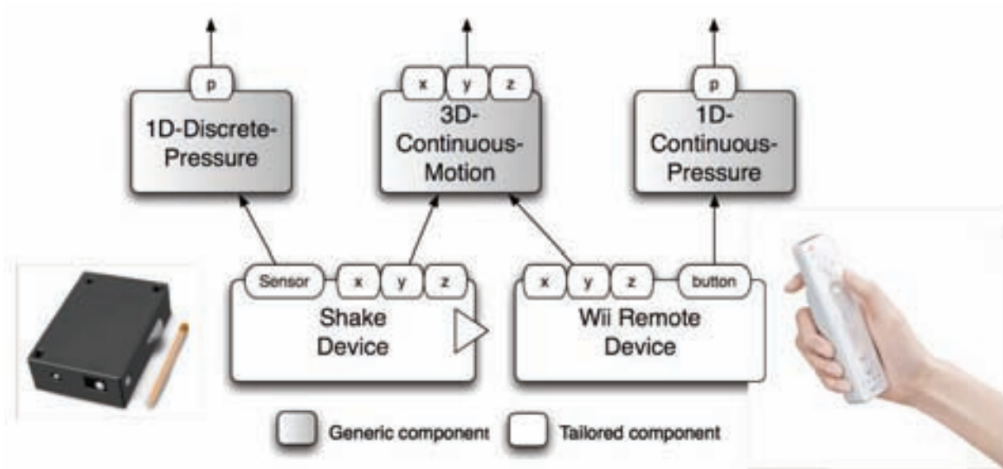 p
x y z
p
1D-Discrete-
Pressure
3D-
Continuous-
Motion
1D-
Continuous-
Pressure
Sensor x y z
Shake
Device
x y z button
Wii Remote
Device
Generic component
Tailored component